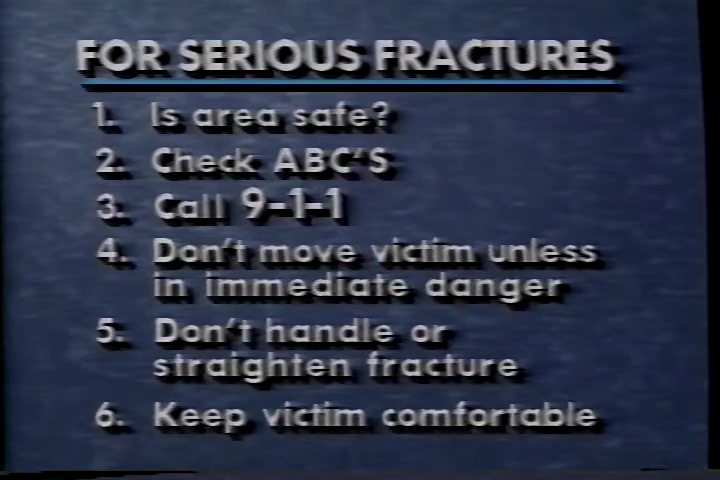 FOR SERIOUS FRACTURES
1. Is area safe?
2. Check ABC'S
3. Call 9-1-1
4. Don't move victim unless
in immediate danger
5. Don't handle or
straighten fracture
6. Keep victim comfortable